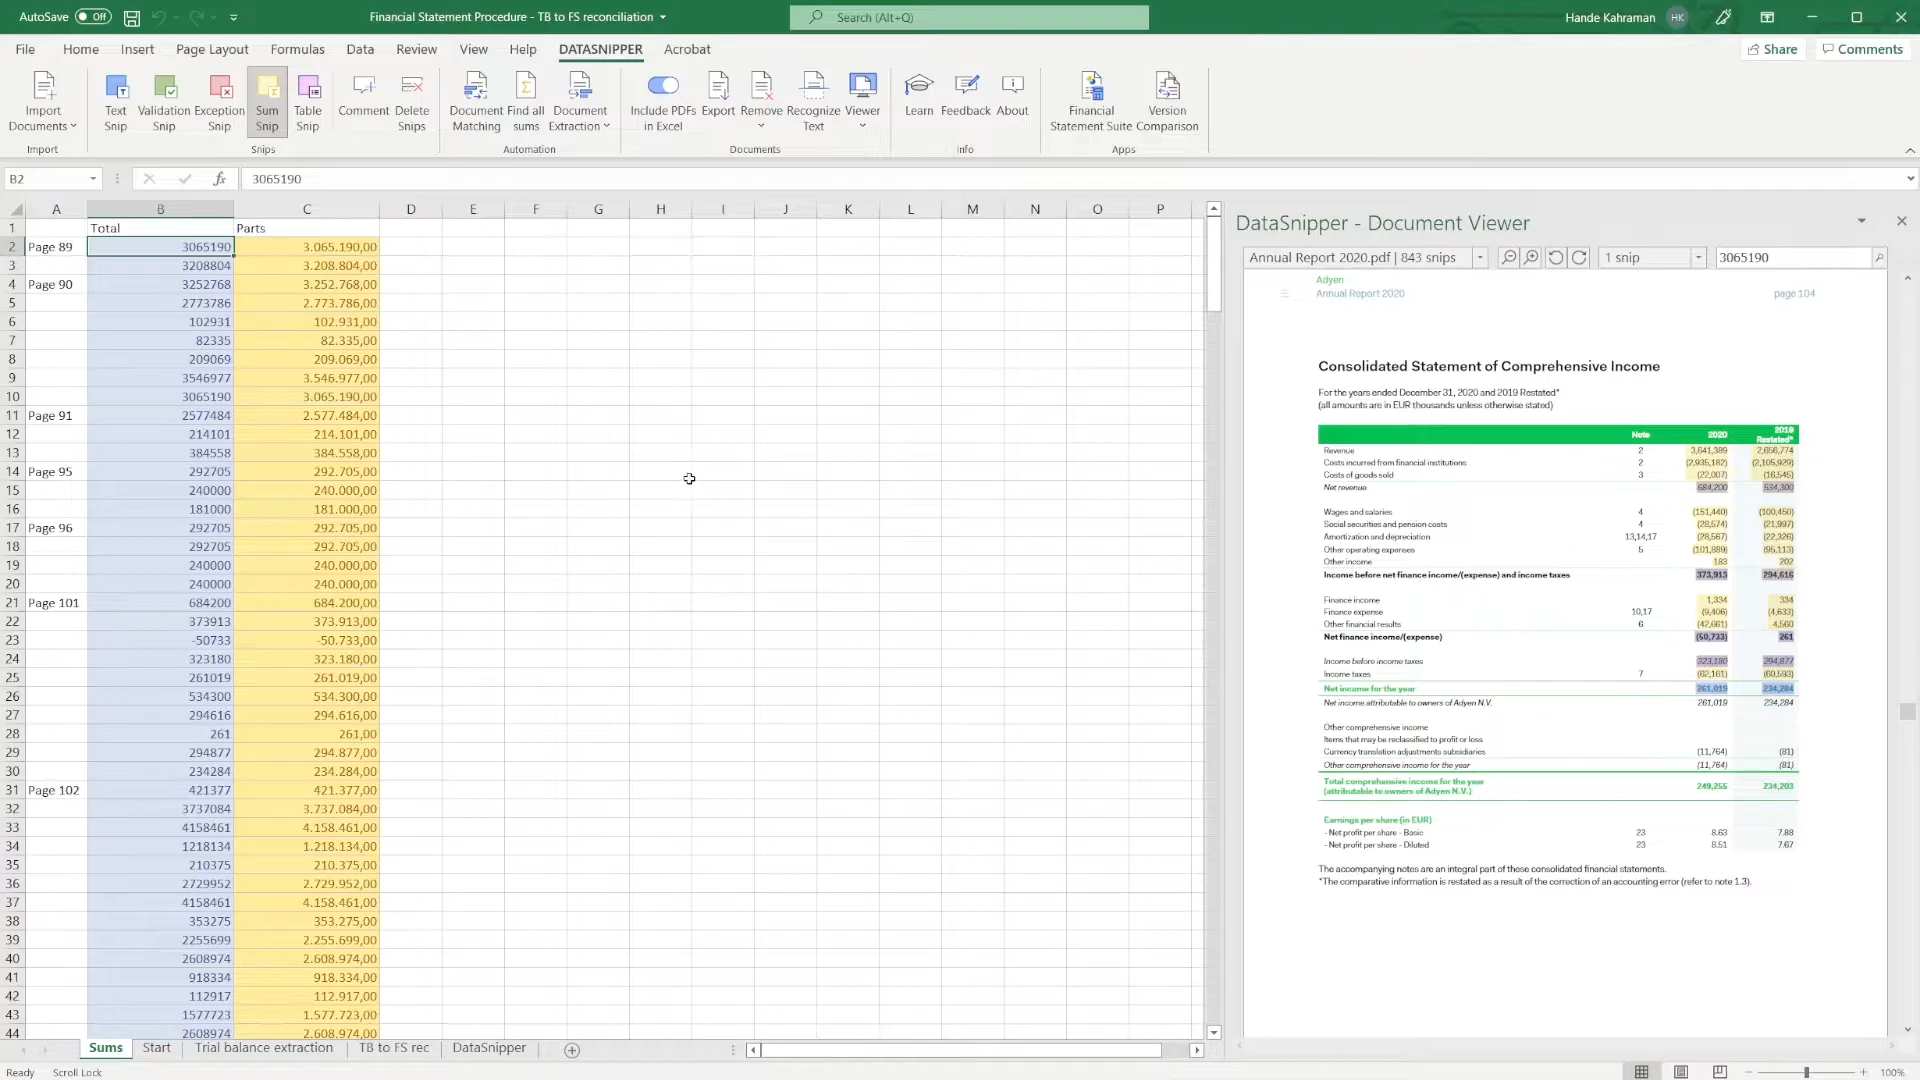 AutoSave Off Financial Statement Procedure - TB to FS reconciliation Search (Alt+Q) Hande Kahraman HK
File Home Insert Page Layout Formulas Data Review View Help DATASNIPPER Acrobat Share Comments
Import Documents Text Snip Validation Snip Exception Snip Sum Snip Table Snip Comment Delete Snips Document Matching Find all sums Document Extraction Include PDFs in Excel Export Remove Recognize Text Viewer Learn Feedback About Financial Statement Suite Version Comparison
Import Snips Automation Documents Info Apps
B2 fx 3065190
A B C D E F G H I J K L M N O P
1 Total Parts
2 Page 89 3065190 3.065.190,00
3 3208804 3.208.804,00
4 Page 90 3252768 3.252.768,00
5 2773786 2.773.786,00
6 102931 102.931,00
7 82335 82.335,00
8 209069 209.069,00
9 3546977 3.546.977,00
10 3065190 3.065.190,00
11 Page 91 2577484 2.577.484,00
12 214101 214.101,00
13 384558 384.558,00
14 Page 95 292705 292.705,00
15 240000 240.000,00
16 181000 181.000,00
17 Page 96 292705 292.705,00
18 292705 292.705,00
19 240000 240.000,00
20 240000 240.000,00
21 Page 101 684200 684.200,00
22 373913 373.913,00
23 -50733 -50.733,00
24 323180 323.180,00
25 261019 261.019,00
26 534300 534.300,00
27 294616 294.616,00
28 261 261,00
29 294877 294.877,00
30 234284 234.284,00
31 Page 102 421377 421.377,00
32 3737084 3.737.084,00
33 4158461 4.158.461,00
34 1218134 1.218.134,00
35 210375 210.375,00
36 2729952 2.729.952,00
37 4158461 4.158.461,00
38 353275 353.275,00
39 2255699 2.255.699,00
40 2608974 2.608.974,00
41 918334 918.334,00
42 112917 112.917,00
43 1577723 1.577.723,00
44 2608974 2.608.974,00
DataSnipper - Document Viewer
Annual Report 2020.pdf | 843 snips 1 snip 3065190
Adyen
Annual Report 2020 page 104
Consolidated Statement of Comprehensive Income
For the years ended December 31, 2020 and 2019 Restated*
(all amounts are in EUR thousands unless otherwise stated)
Note 2020 2019 Restated*
Revenue 2 3,641,389 2,656,774
Costs incurred from financial institutions 2 (2,935,182) (2,105,929)
Costs of goods sold 3 (22,007) (16,545)
Net revenue 684,200 534,300
Wages and salaries 4 (151,440) (100,450)
Social securities and pension costs 4 (28,574) (21,997)
Amortization and depreciation 13,14,17 (28,567) (22,326)
Other operating expenses 5 (101,889) (95,113)
Other income 183 202
Income before net finance income/(expense) and income taxes 373,913 294,616
Finance income 1,334 334
Finance expense 10,17 (9,406) (4,633)
Other financial results 6 (42,661) 4,560
Net finance income/(expense) (50,733) 261
Income before income taxes 323,180 294,877
Income taxes 7 (62,161) (60,593)
Net income for the year 261,019 234,284
Net income attributable to owners of Adyen N.V. 261,019 234,284
Other comprehensive income
Items that may be reclassified to profit or loss
Currency translation adjustments subsidiaries (11,764) (81)
Other comprehensive income for the year (11,764) (81)
Total comprehensive income for the year
(attributable to owners of Adyen N.V.) 249,255 234,203
Earnings per share (in EUR)
- Net profit per share - Basic 23 8.63 7.88
- Net profit per share - Diluted 23 8.51 7.67
The accompanying notes are an integral part of these consolidated financial statements.
*The comparative information is restated as a result of the correction of an accounting error (refer to note 1.3).
Sums Start Trial balance extraction TB to FS rec DataSnipper
Ready Scroll Lock 100%